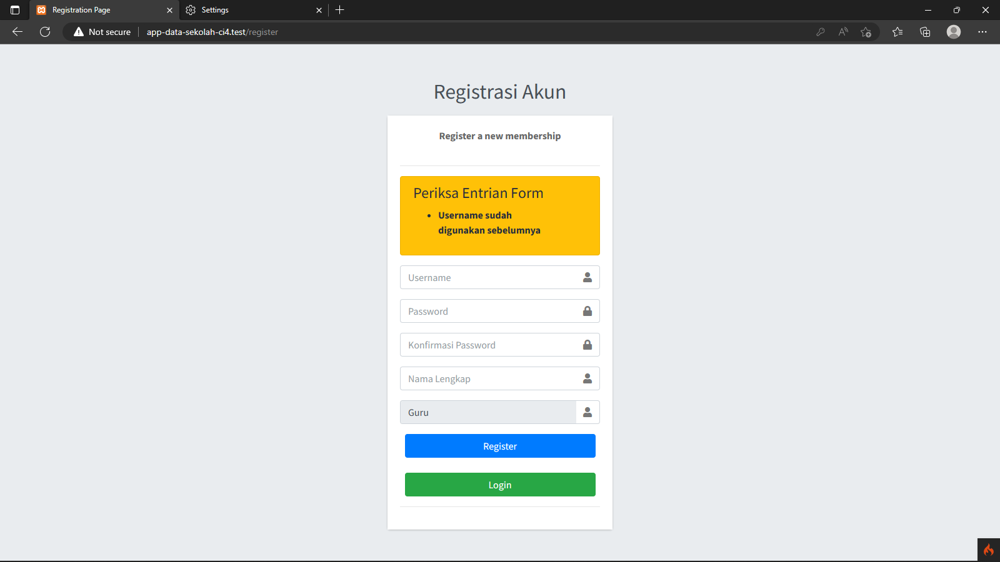 Registration Page
Settings
Not secure
app-data-sekolah-ci4.test/register
Registrasi Akun
Register a new membership
Periksa Entrian Form
• Username sudah
digunakan sebelumnya
Username
Password
Konfirmasi Password
Nama Lengkap
Guru
Register
Login